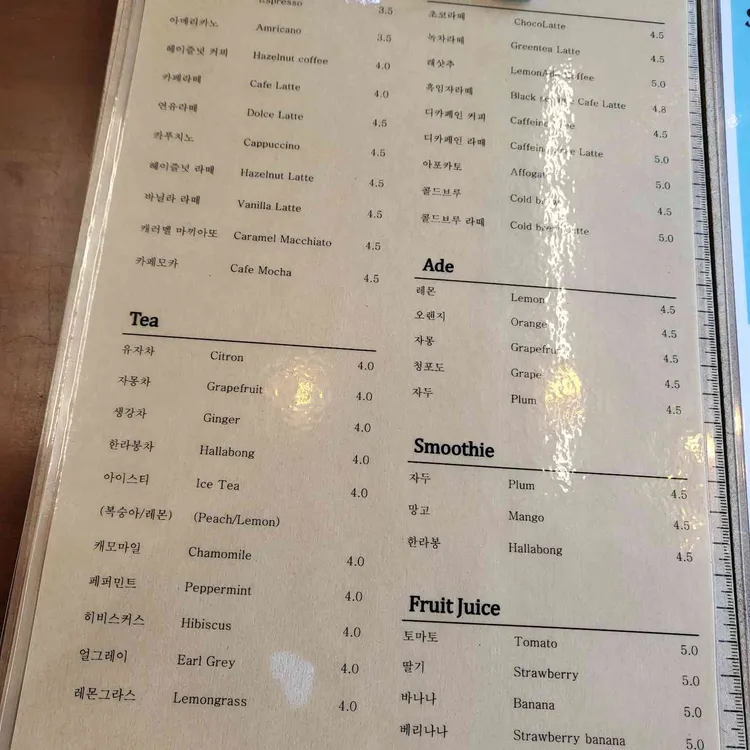 Espresso 3.5
아메리카노 Amricano 3.5
헤이즐넛 커피 Hazelnut coffee 4.0
카페라떼 Cafe Latte 4.0
연유라떼 Dolce Latte 4.5
카푸치노 Cappuccino 4.5
헤이즐넛 라떼 Hazelnut Latte 4.5
바닐라 라떼 Vanilla Latte 4.5
캐러멜 마끼아또 Caramel Macchiato 4.5
카페모카 Cafe Mocha 4.5
Tea
유자차 Citron 4.0
자몽차 Grapefruit 4.0
생강차 Ginger 4.0
한라봉차 Hallabong 4.0
아이스티 Ice Tea 4.0
(복숭아/레몬) (Peach/Lemon)
캐모마일 Chamomile 4.0
페퍼민트 Peppermint 4.0
히비스커스 Hibiscus 4.0
얼그레이 Earl Grey 4.0
레몬그라스 Lemongrass 4.0
초코라떼 ChocoLatte 4.5
녹차라떼 Greentea Latte 4.5
래샷추 5.0
흑임자라떼 Black Cafe Latte 4.8
디카페인 커피 4.5
디카페인 라떼 Latte 5.0
아포카토 4.5
콜드브루 Cold 4.5
콜드브루 라떼 Cold 5.0
Ade
레몬 Lemon 4.5
오렌지 Orange 4.5
자몽 Grapefruit 4.5
청포도 Grape 4.5
자두 Plum 4.5
Smoothie
자두 Plum 4.5
망고 Mango 4.5
한라봉 Hallabong 4.5
Fruit Juice
토마토 Tomato 5.0
딸기 Strawberry 5.0
바나나 Banana 5.0
베리나나 Strawberry banana 5.0